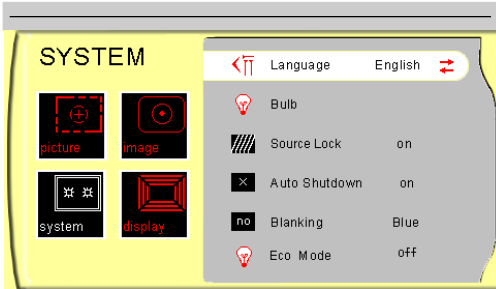 SYSTEM
picture
image
system
display
Language English
Bulb
Source Lock on
Auto Shutdown on
no Blanking Blue
Eco Mode off